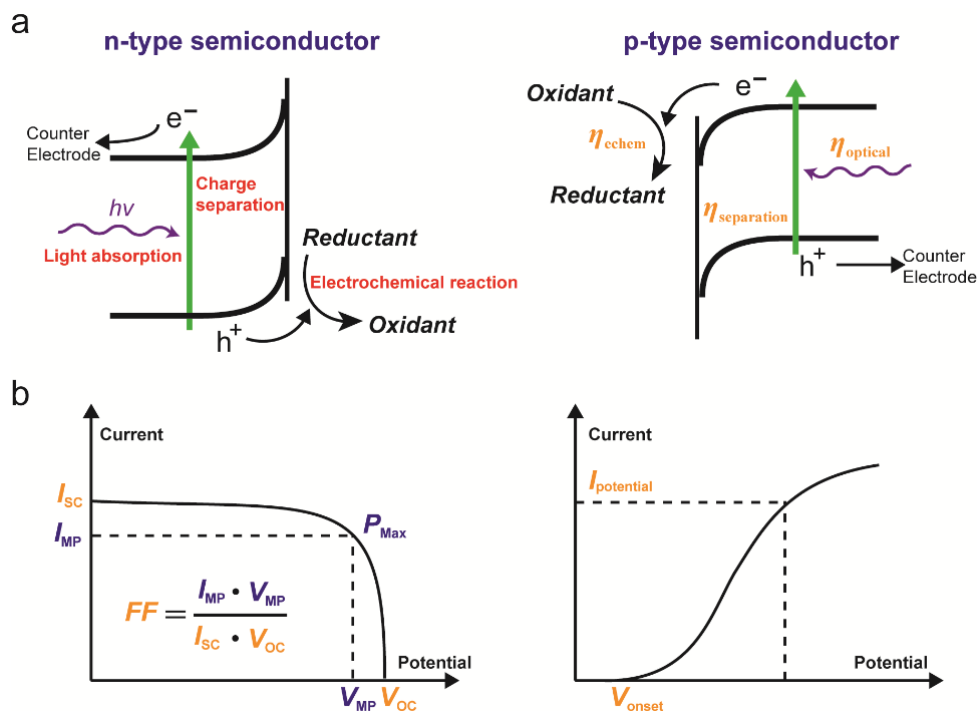 a
n-type semiconductor
e⁻
Counter
Electrode
Charge
separation
hν
Light absorption
Reductant
Electrochemical reaction
Oxidant
h⁺
p-type semiconductor
Oxidant
e⁻
ηechem
Reductant
ηoptical
ηseparation
h⁺
Counter
Electrode
b
Current
ISC
IMP
PMax
FF = IMP • VMP
ISC • VOC
Potential
VMP
VOC
Current
Ipotential
Potential
Vonset